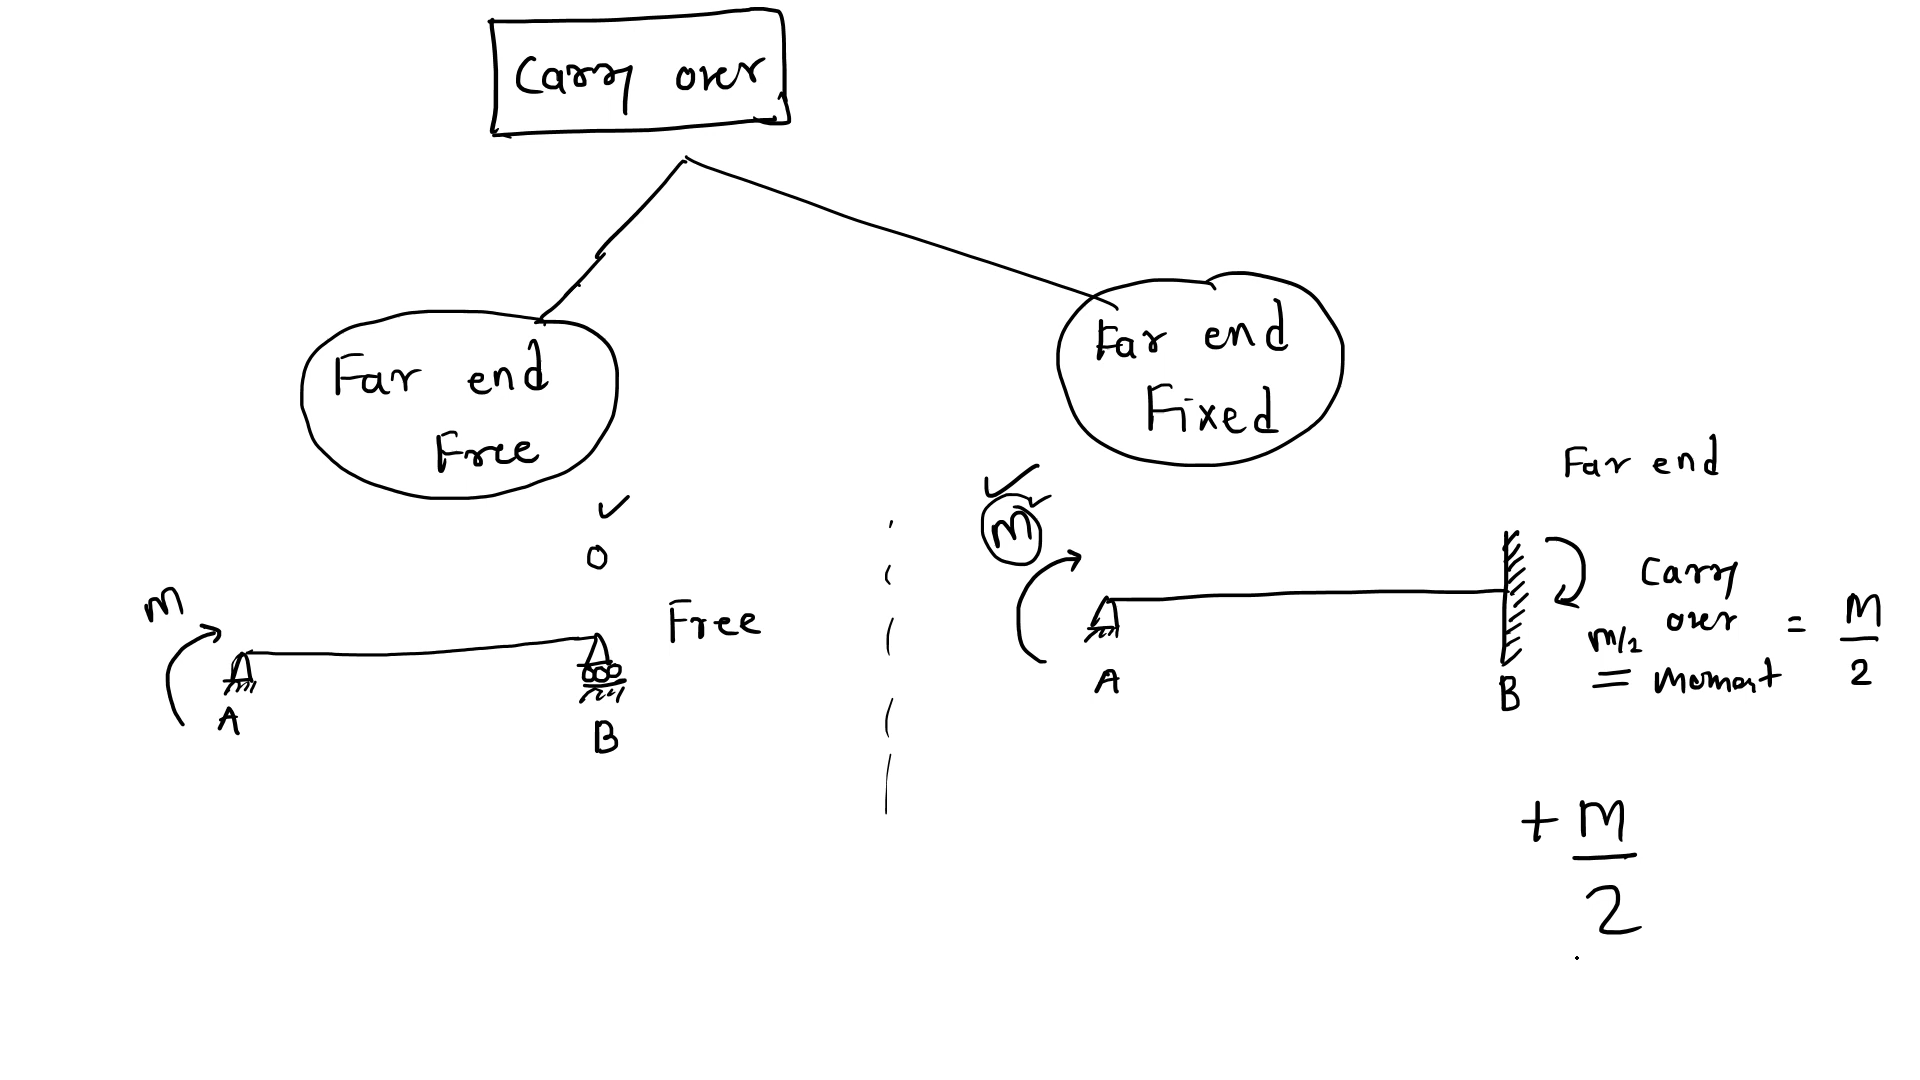 Carry over
Far end
Free
0
m
Free
A
B
Far end
Fixed
m
Far end
Carry
over = M/2
m/2
= moment
A
B
+ M/2